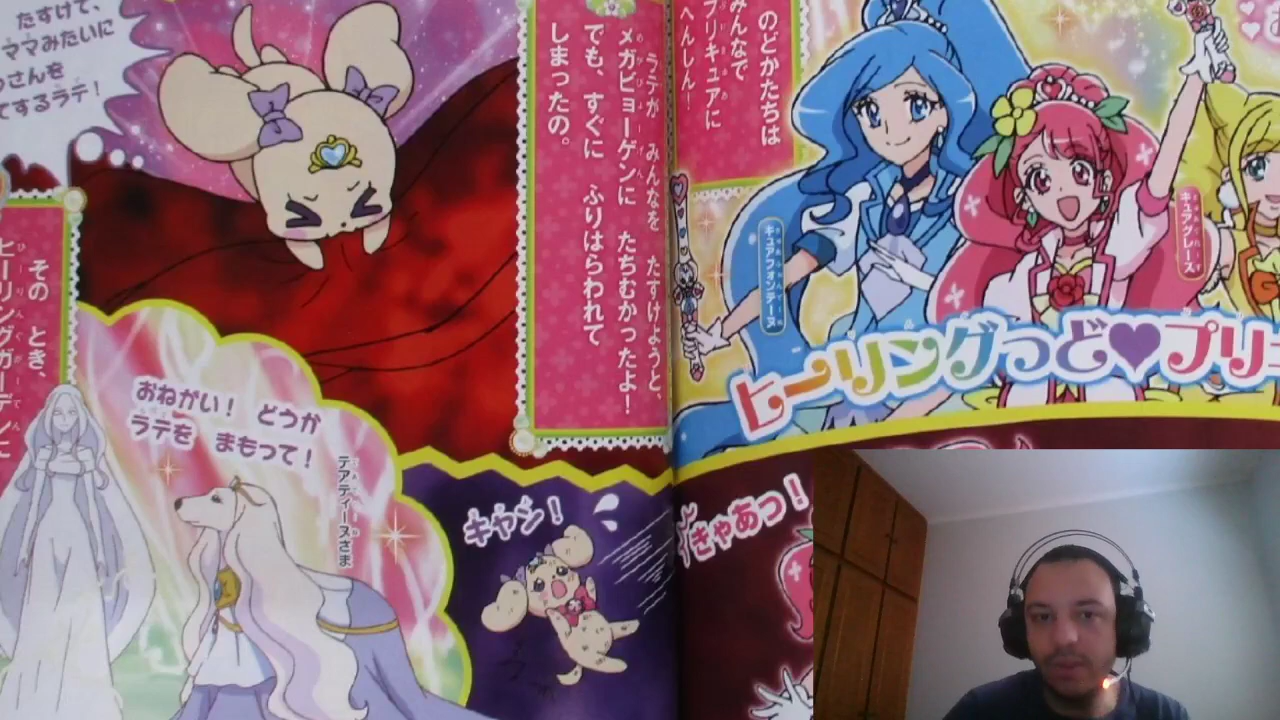 たすけて、
ママみたいに
さんを
てするラテ！
ラテが　みんなを　たすけようと、
メガビョーゲンに　たちむかったよ！
でも、すぐに　ふりはらわれて
しまったの。
その　とき、
ヒーリングガーデンに
おねがい！　どうか
ラテを　まもって！
テアティーヌさま
キャン！
のどかたちは
みんなで
プリキュアに
へんしん！
キュアフォンテーヌ
キュアグレース
ヒーリングっど♥プリ
きゃあっ！